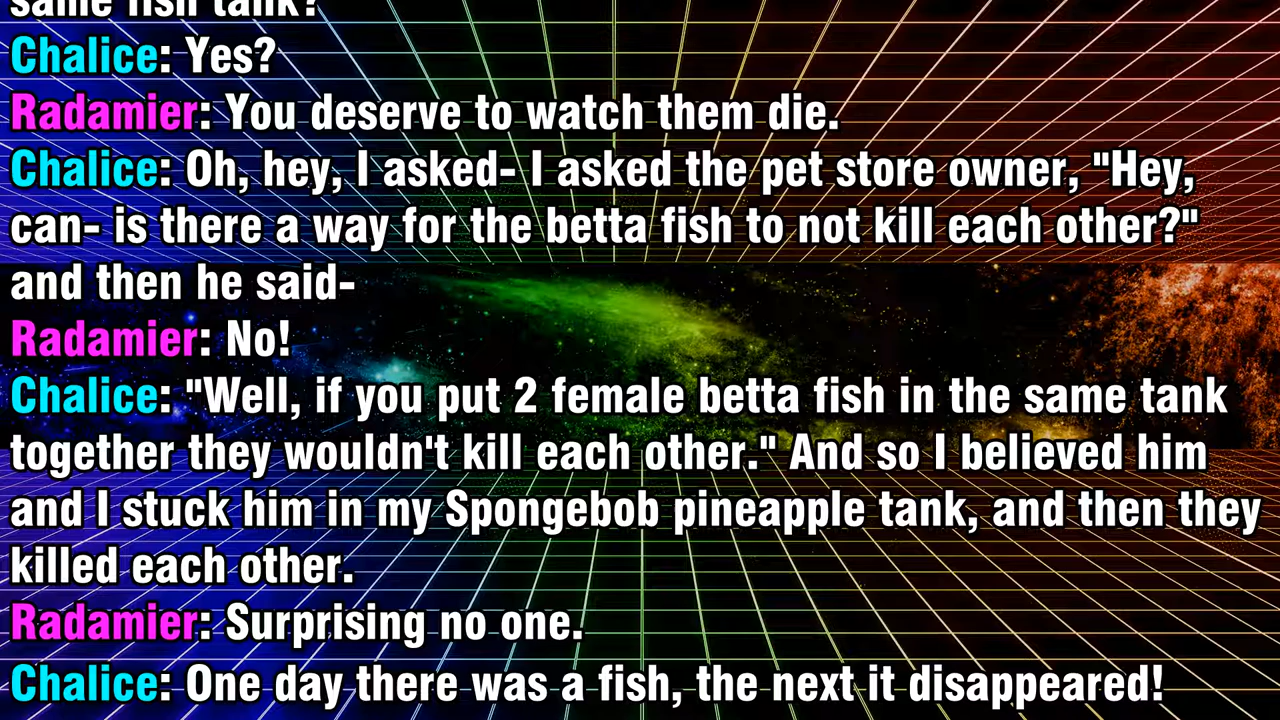 same fish tank?
Chalice: Yes?
Radamier: You deserve to watch them die.
Chalice: Oh, hey, I asked- I asked the pet store owner, "Hey,
can- is there a way for the betta fish to not kill each other?"
and then he said-
Radamier: No!
Chalice: "Well, if you put 2 female betta fish in the same tank
together they wouldn't kill each other." And so I believed him
and I stuck him in my Spongebob pineapple tank, and then they
killed each other.
Radamier: Surprising no one.
Chalice: One day there was a fish, the next it disappeared!